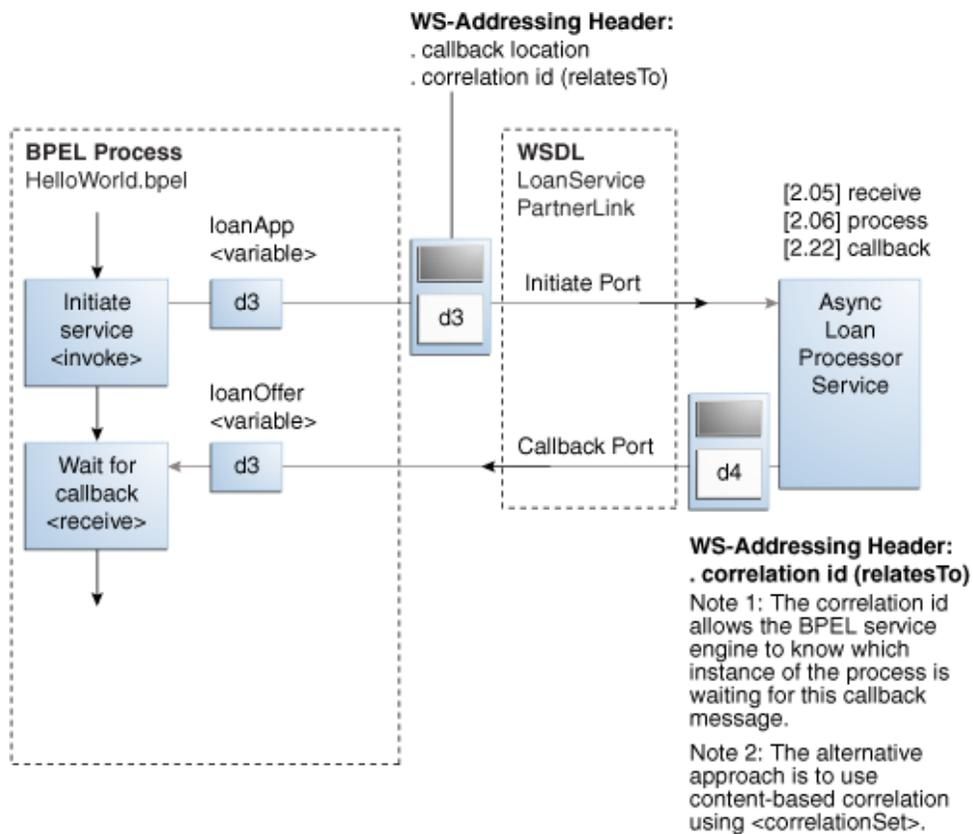 WS-Addressing Header:
. callback location
. correlation id (relatesTo)
BPEL Process
HelloWorld.bpel
WSDL
LoanService
PartnerLink
[2.05] receive
[2.06] process
[2.22] callback
loanApp
<variable>
Initiate
service
<invoke>
d3
d3
Initiate Port
Async
Loan
Processor
Service
loanOffer
<variable>
Wait for
callback
<receive>
d3
Callback Port
d4
WS-Addressing Header:
. correlation id (relatesTo)
Note 1: The correlation id
allows the BPEL service
engine to know which
instance of the process is
waiting for this callback
message.
Note 2: The alternative
approach is to use
content-based correlation
using <correlationSet>.